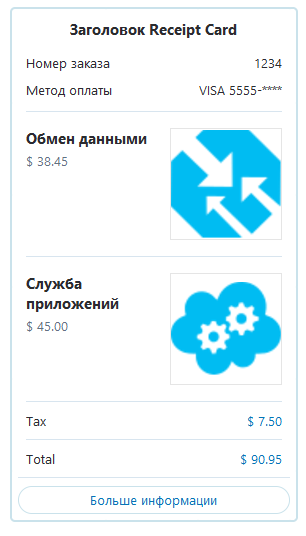 Заголовок Receipt Card
Номер заказа 1234
Метод оплаты VISA 5555-****
Обмен данными
$ 38.45
Служба
приложений
$ 45.00
Tax $ 7.50
Total $ 90.95
Больше информации